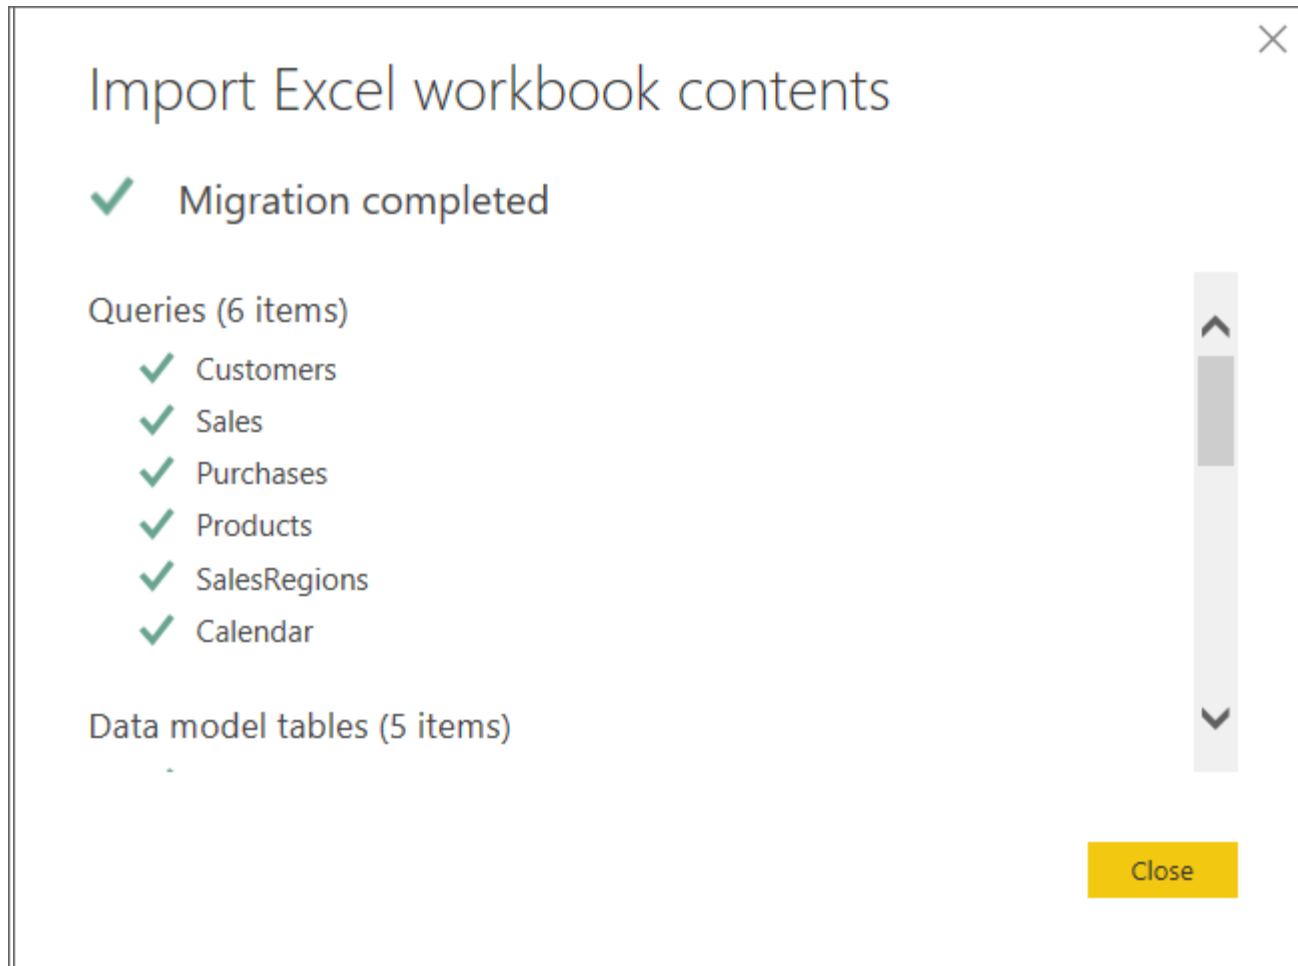 Import Excel workbook contents
Migration completed
Queries (6 items)
Customers
Sales
Purchases
Products
SalesRegions
Calendar
Data model tables (5 items)
Close